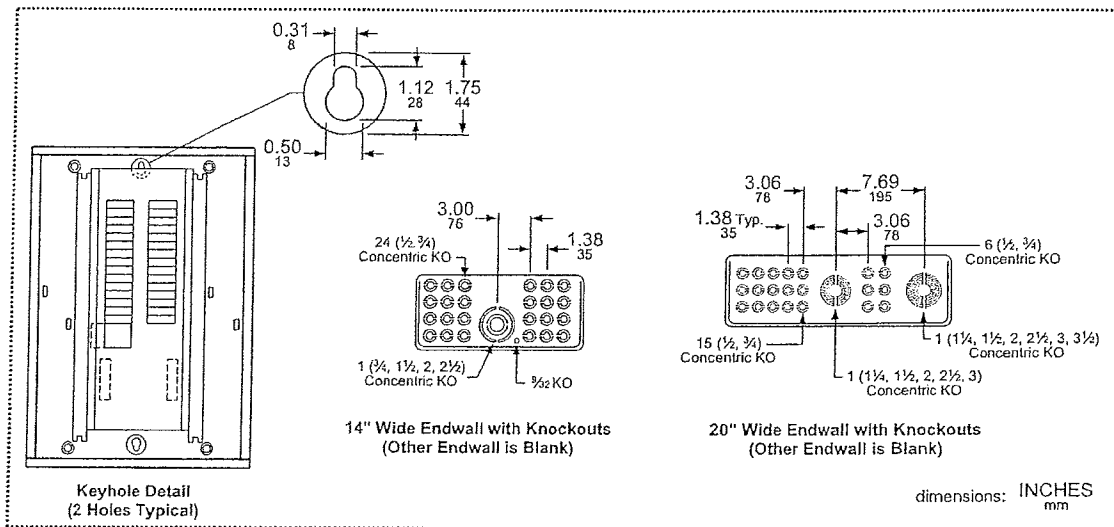 0.31
8
1.12
28
1.75
44
0.50
13
Keyhole Detail
(2 Holes Typical)
3.00
76
1.38
35
24 (½, ¾)
Concentric KO
1 (¾, 1½, 2, 2½)
Concentric KO
9/32 KO
14" Wide Endwall with Knockouts
(Other Endwall is Blank)
3.06
78
7.69
195
1.38 Typ.
35
3.06
78
6 (½, ¾)
Concentric KO
15 (½, ¾)
Concentric KO
1 (1¼, 1½, 2, 2½, 3, 3½)
Concentric KO
1 (1¼, 1½, 2, 2½, 3)
Concentric KO
20" Wide Endwall with Knockouts
(Other Endwall is Blank)
dimensions: INCHES
mm